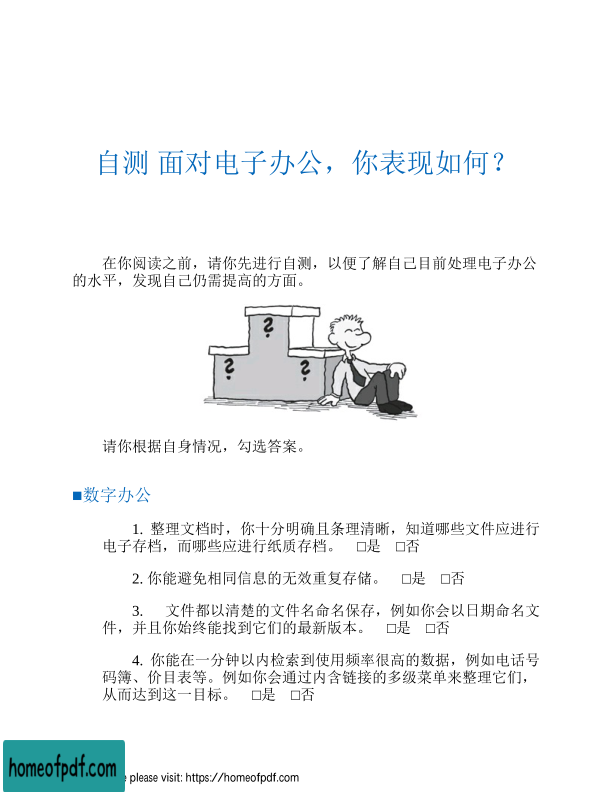 自测 面对电子办公，你表现如何？
在你阅读之前，请你先进行自测，以便了解自己目前处理电子办公
的水平，发现自己仍需提高的方面。
?
?
?
请你根据自身情况，勾选答案。
■数字办公
1. 整理文档时，你十分明确且条理清晰，知道哪些文件应进行
电子存档，而哪些应进行纸质存档。 □是 □否
2. 你能避免相同信息的无效重复存储。 □是 □否
3. 文件都以清楚的文件名命名保存，例如你会以日期命名文
件，并且你始终能找到它们的最新版本。 □是 □否
4. 你能在一分钟以内检索到使用频率很高的数据，例如电话号
码簿、价目表等。例如你会通过内含链接的多级菜单来整理它们，
从而达到这一目标。 □是 □否
homeofpdf.com
please visit: https://homeofpdf.com